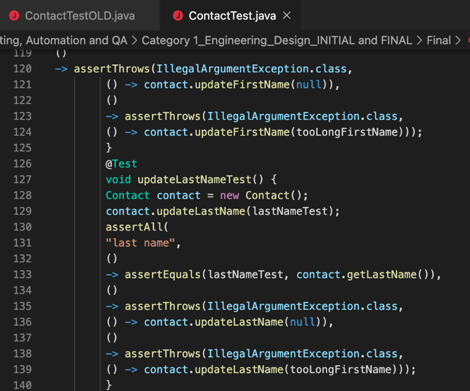 ContactTestOLD.java
ContactTest.java
ting, Automation and QA > Category 1_Engineering_Design_INITIAL and FINAL > Final >
119 ()
120 -> assertThrows(IllegalArgumentException.class,
121 () -> contact.updateFirstName(null)),
122 ()
123 -> assertThrows(IllegalArgumentException.class,
124 () -> contact.updateFirstName(tooLongFirstName)));
125 }
126 @Test
127 void updateLastNameTest() {
128 Contact contact = new Contact();
129 contact.updateLastName(lastNameTest);
130 assertAll(
131 "last name",
132 ()
133 -> assertEquals(lastNameTest, contact.getLastName()),
134 ()
135 -> assertThrows(IllegalArgumentException.class,
136 () -> contact.updateLastName(null)),
137 ()
138 -> assertThrows(IllegalArgumentException.class,
139 () -> contact.updateLastName(tooLongFirstName)));
140 }